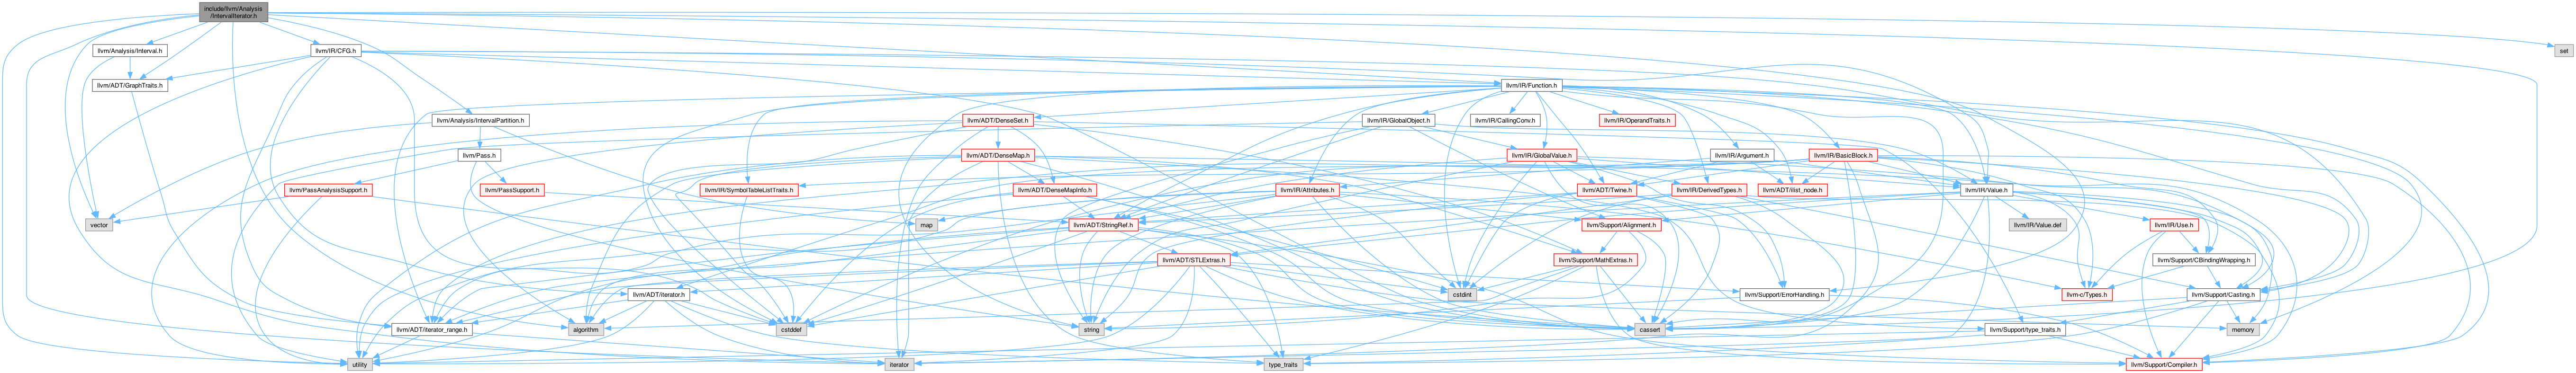 include/llvm/Analysis
/IntervalIterator.h
llvm/Analysis/Interval.h
llvm/IR/CFG.h
set
llvm/ADT/GraphTraits.h
llvm/IR/Function.h
llvm/Analysis/IntervalPartition.h
llvm/ADT/DenseSet.h
llvm/IR/GlobalObject.h
llvm/IR/CallingConv.h
llvm/IR/OperandTraits.h
llvm/Pass.h
llvm/ADT/DenseMap.h
llvm/IR/GlobalValue.h
llvm/IR/Argument.h
llvm/IR/BasicBlock.h
llvm/PassAnalysisSupport.h
llvm/PassSupport.h
llvm/IR/SymbolTableListTraits.h
llvm/ADT/DenseMapInfo.h
llvm/IR/Attributes.h
llvm/ADT/Twine.h
llvm/IR/DerivedTypes.h
llvm/ADT/ilist_node.h
llvm/IR/Value.h
vector
map
llvm/ADT/StringRef.h
llvm/Support/Alignment.h
llvm/IR/Value.def
llvm/IR/Use.h
llvm/ADT/STLExtras.h
llvm/Support/MathExtras.h
llvm/Support/CBindingWrapping.h
llvm/ADT/iterator.h
cstdint
llvm/Support/ErrorHandling.h
llvm-c/Types.h
llvm/Support/Casting.h
llvm/ADT/iterator_range.h
algorithm
cstddef
string
cassert
llvm/Support/type_traits.h
memory
utility
iterator
type_traits
llvm/Support/Compiler.h